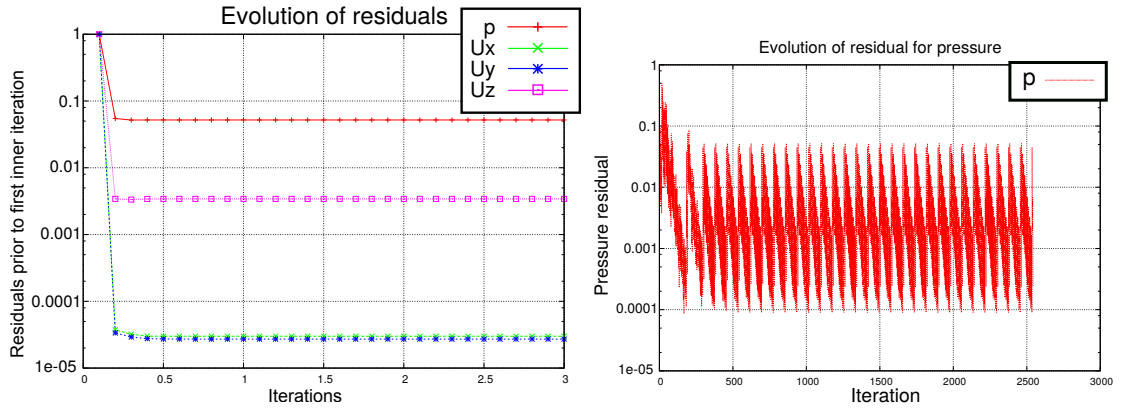 Evolution of residuals
p
Ux
Uy
Uz
Residuals prior to first inner iteration
1
0.1
0.01
0.001
0.0001
1e-05
0
0.5
1
1.5
2
2.5
3
Iterations
Evolution of residual for pressure
p
Pressure residual
1
0.1
0.01
0.001
0.0001
1e-05
0
500
1000
1500
2000
2500
3000
Iteration